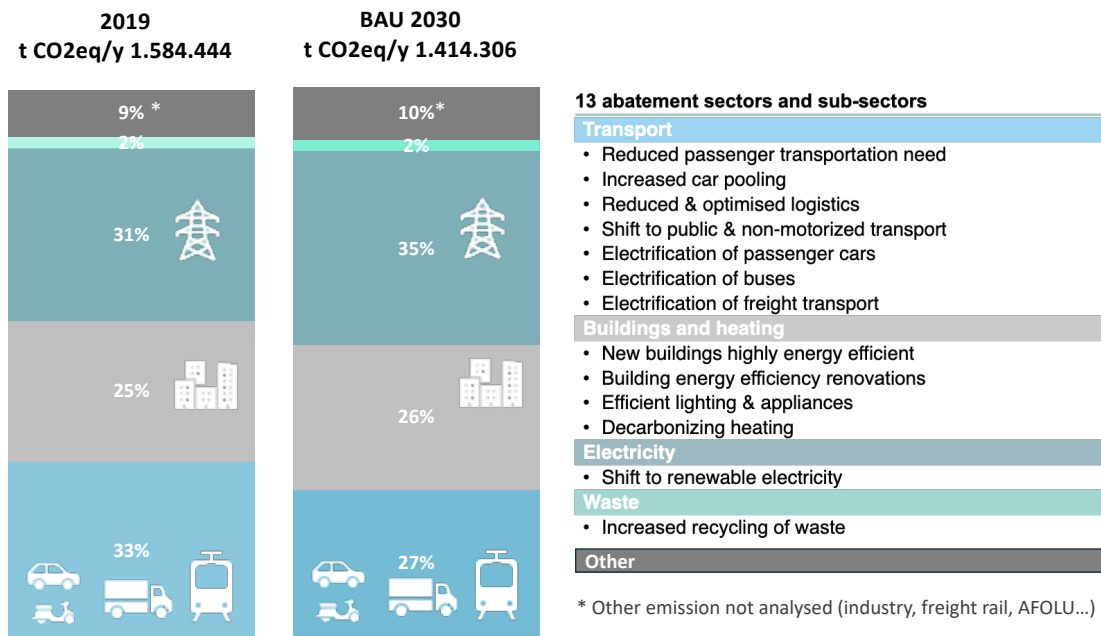 2019
t CO2eq/y 1.584.444
BAU 2030
t CO2eq/y 1.414.306
9% *
2%
31%
25%
33%
10%*
2%
35%
26%
27%
13 abatement sectors and sub-sectors
Transport
• Reduced passenger transportation need
• Increased car pooling
• Reduced & optimised logistics
• Shift to public & non-motorized transport
• Electrification of passenger cars
• Electrification of buses
• Electrification of freight transport
Buildings and heating
• New buildings highly energy efficient
• Building energy efficiency renovations
• Efficient lighting & appliances
• Decarbonizing heating
Electricity
• Shift to renewable electricity
Waste
• Increased recycling of waste
Other
* Other emission not analysed (industry, freight rail, AFOLU...)